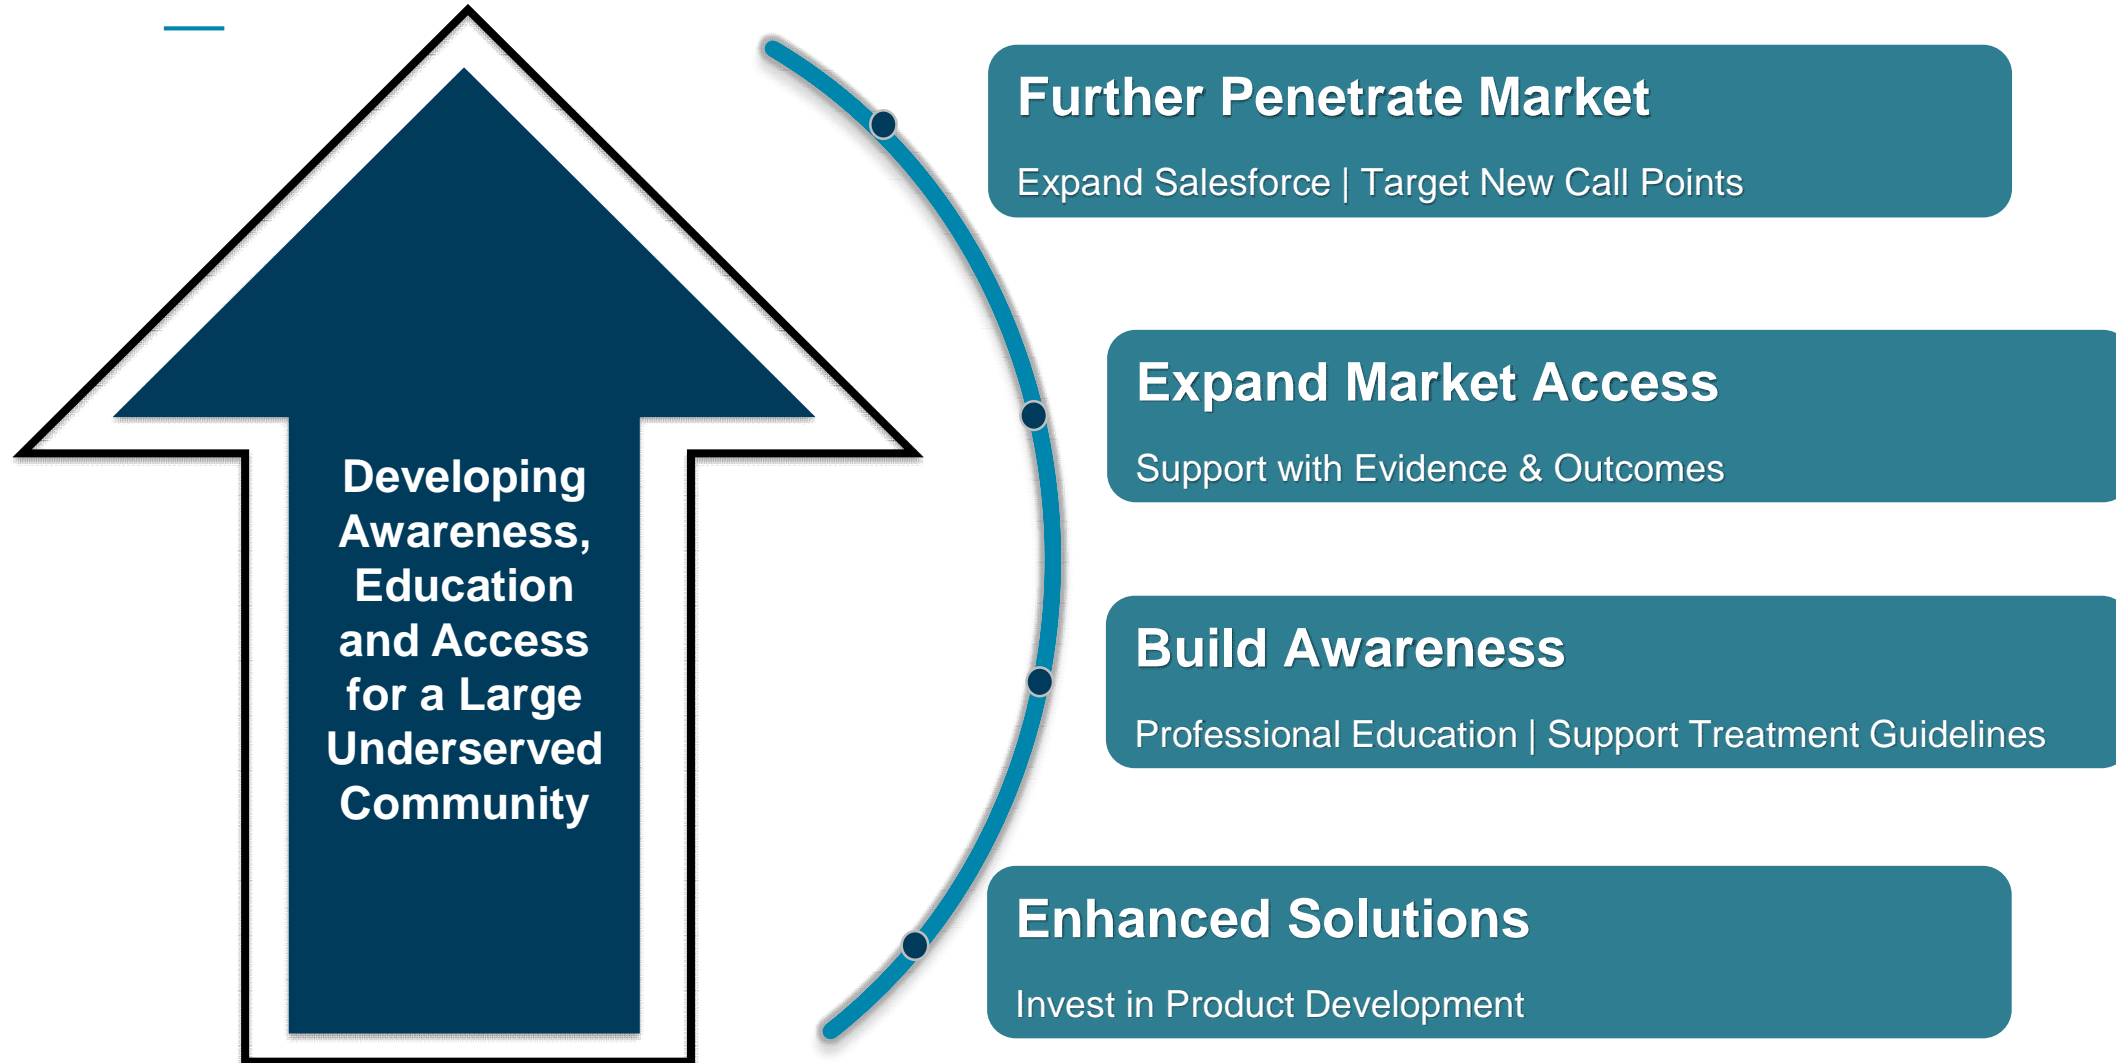 Developing
Awareness,
Education
and Access
for a Large
Underserved
Community
Further Penetrate Market
Expand Salesforce | Target New Call Points
Expand Market Access
Support with Evidence & Outcomes
Build Awareness
Professional Education | Support Treatment Guidelines
Enhanced Solutions
Invest in Product Development